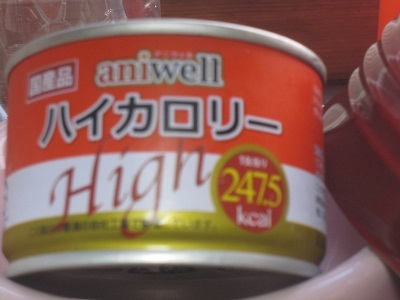 アニウェル
aniwell
国産品
ハイカロリー
High
1缶当り
247.5
kcal